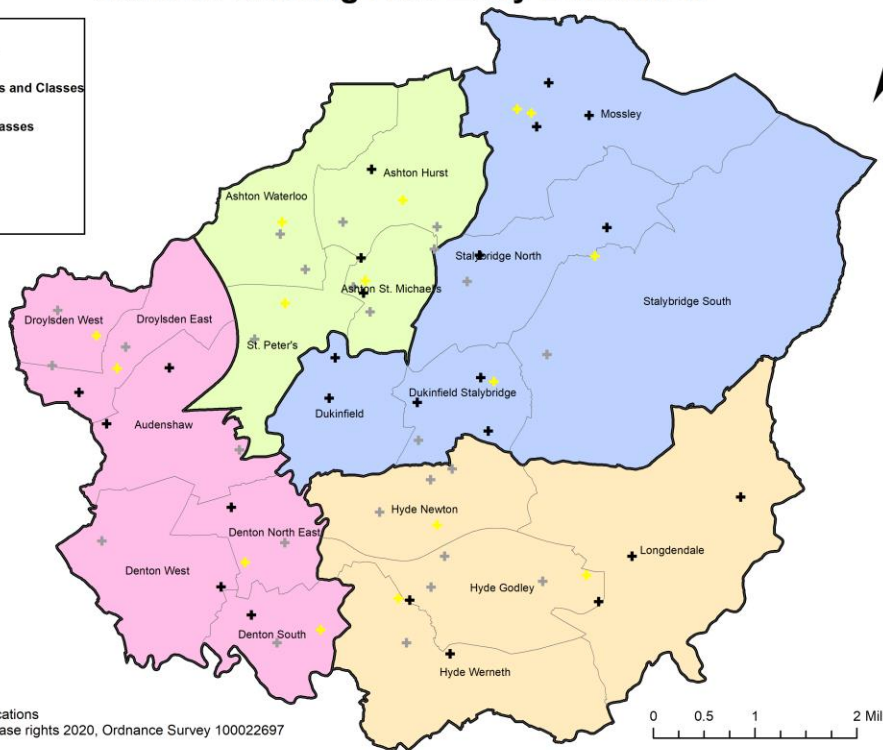 s and Classes
asses
Mossley
Ashton Hurst
Ashton Waterloo
Stalybridge North
Ashton St. Michael's
Stalybridge South
Droylsden West
Droylsden East
St. Peter's
Dukinfield Stalybridge
Dukinfield
Audenshaw
Hyde Newton
Denton North East
Longdendale
Denton West
Hyde Godley
Denton South
Hyde Werneth
cations
ase rights 2020, Ordnance Survey 100022697
0 0.5 1 2 Mil